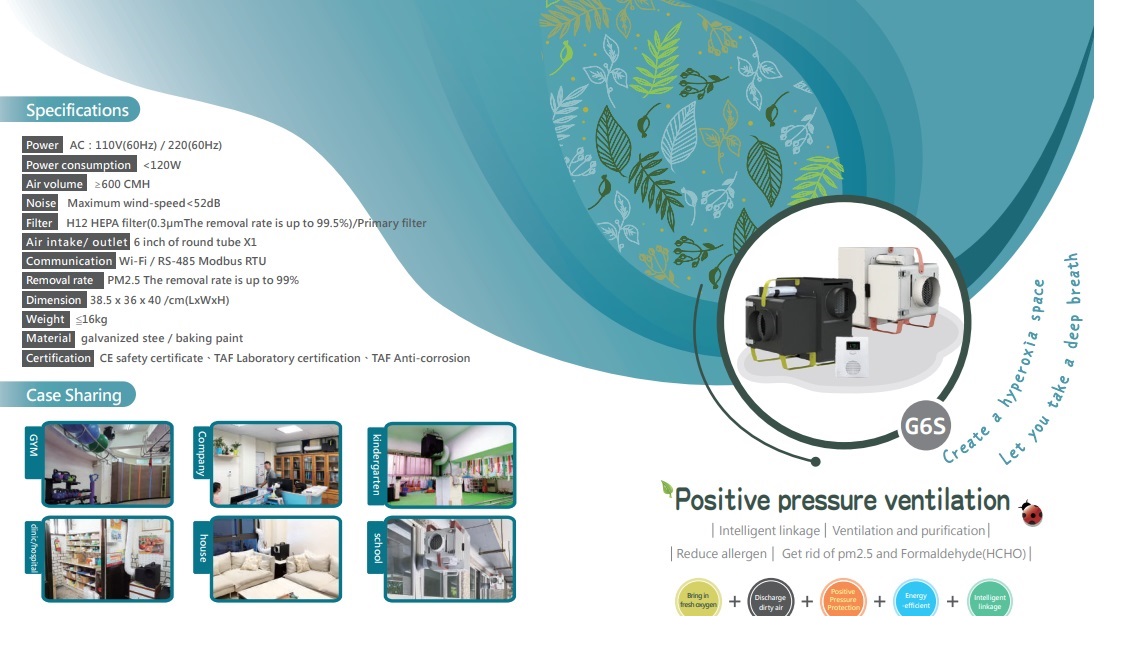 Specifications
Power AC : 110V(60Hz) / 220(60Hz)
Power consumption <120W
Air volume ≥600 CMH
Noise Maximum wind-speed<52dB
Filter H12 HEPA filter(0.3μmThe removal rate is up to 99.5%)/Primary filter
Air intake/ outlet 6 inch of round tube X1
Communication Wi-Fi / RS-485 Modbus RTU
Removal rate PM2.5 The removal rate is up to 99%
Dimension 38.5 x 36 x 40 /cm(LxWxH)
Weight ≦16kg
Material galvanized stee / baking paint
Certification CE safety certificate、TAF Laboratory certification、TAF Anti-corrosion
Case Sharing
GYM
Company
kindergarten
clinic/hospital
house
school
G6S
Create a hyperoxia space
Let you take a deep breath
Positive pressure ventilation
| Intelligent linkage | Ventilation and purification |
| Reduce allergen | Get rid of pm2.5 and Formaldehyde(HCHO) |
Bring in
fresh oxygen
+
Discharge
dirty air
+
Positive
Pressure
Protection
+
Energy
-efficient
+
Intelligent
linkage